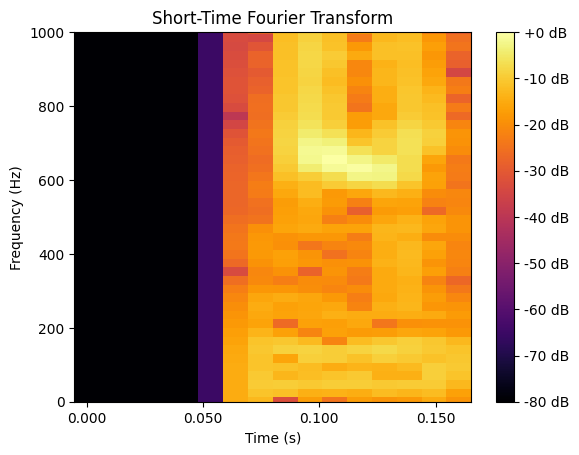 Short-Time Fourier Transform
1000
800
600
400
200
0
Frequency (Hz)
0.000
0.050
0.100
0.150
Time (s)
+0 dB
-10 dB
-20 dB
-30 dB
-40 dB
-50 dB
-60 dB
-70 dB
-80 dB